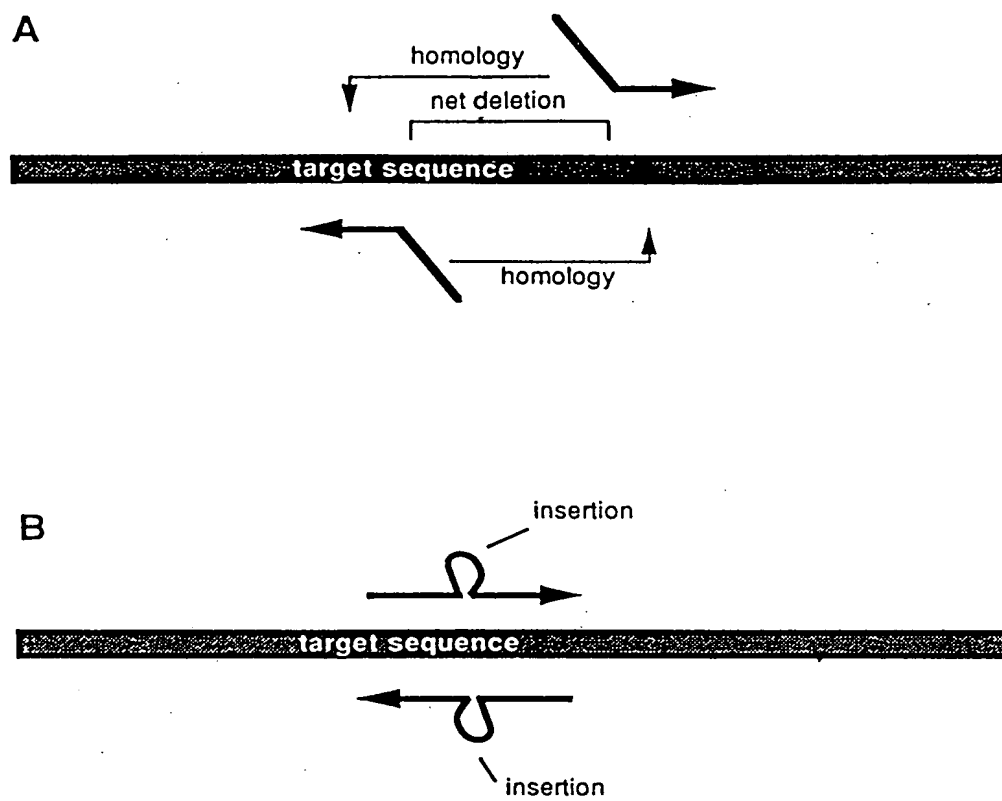 A
homology
net deletion
target sequence
homology
B
insertion
target sequence
insertion